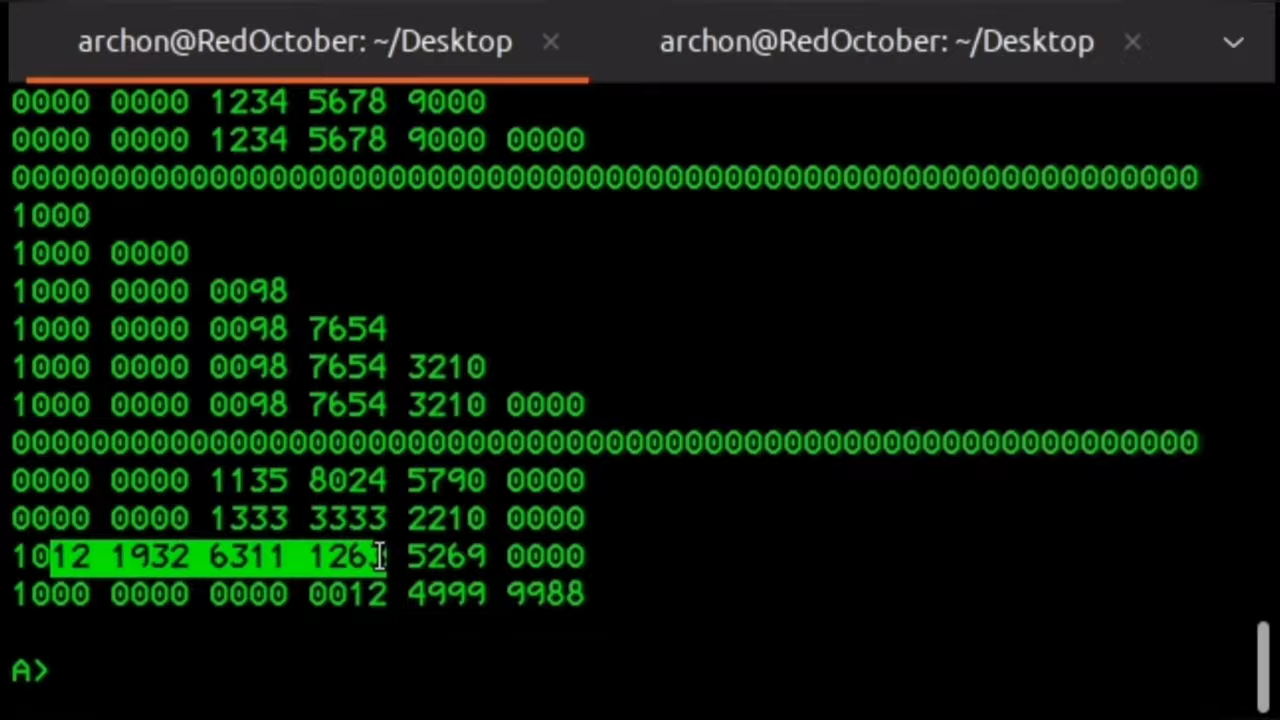 archon@RedOctober: ~/Desktop × archon@RedOctober: ~/Desktop ×
0000 0000 1234 5678 9000
0000 0000 1234 5678 9000 0000
000000000000000000000000000000000000000000000000000000000000
1000
1000 0000
1000 0000 0098
1000 0000 0098 7654
1000 0000 0098 7654 3210
1000 0000 0098 7654 3210 0000
000000000000000000000000000000000000000000000000000000000000
0000 0000 1135 8024 5790 0000
0000 0000 1333 3333 2210 0000
1012 1932 6311 1263 5269 0000
1000 0000 0000 0012 4999 9988
A>